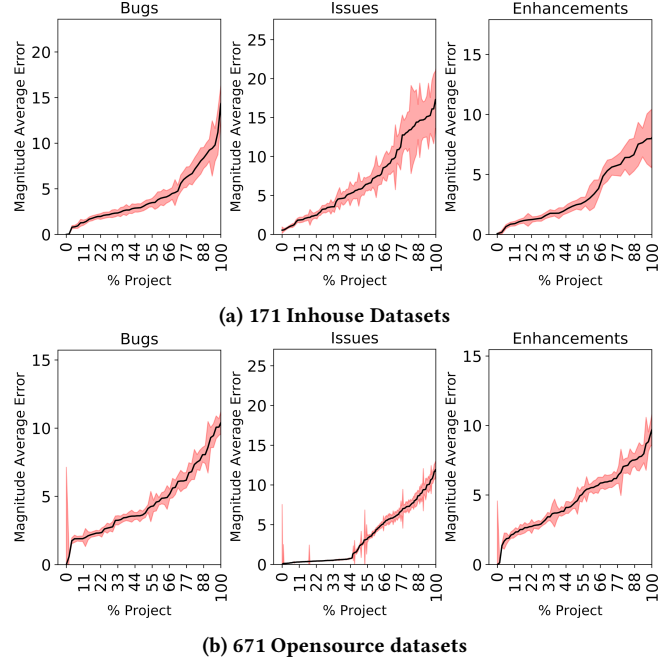 Bugs Issues Enhancements
Magnitude Average Error
20
15
10
5
0
0 11 22 33 44 55 66 77 88 100
% Project
Magnitude Average Error
25
20
15
10
5
0
0 11 22 33 44 55 66 77 88 100
% Project
Magnitude Average Error
15
10
5
0
0 11 22 33 44 55 66 77 88 100
% Project
(a) 171 Inhouse Datasets
Bugs Issues Enhancements
Magnitude Average Error
15
10
5
0
0 11 22 33 44 55 66 77 88 100
% Project
Magnitude Average Error
25
20
15
10
5
0
0 11 22 33 44 55 66 77 88 100
% Project
Magnitude Average Error
15
10
5
0
0 11 22 33 44 55 66 77 88 100
% Project
(b) 671 Opensource datasets